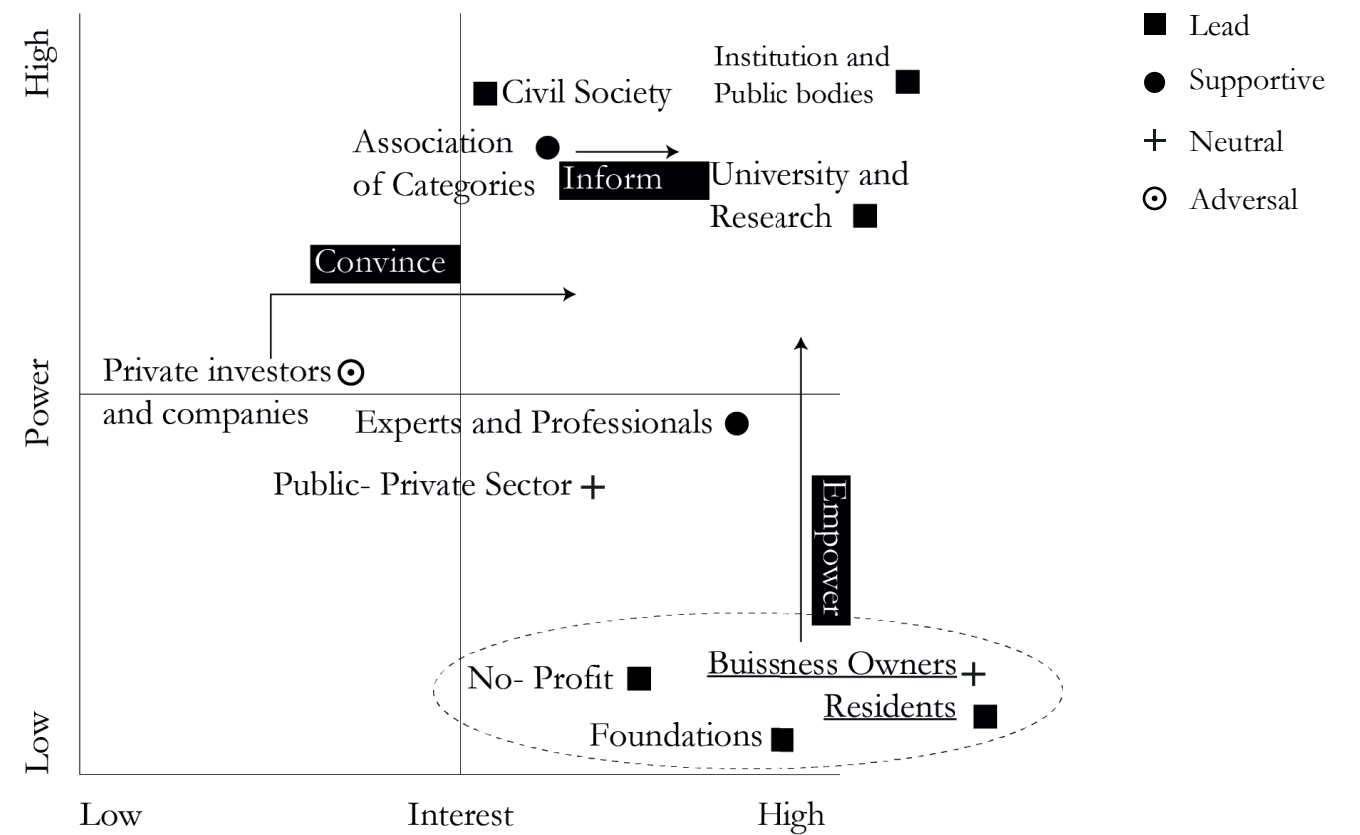 High
Power
Low
Civil Society
Institution and
Public bodies
Association
of Categories
Inform
University and
Research
Convince
Private investors
and companies
Experts and Professionals
Public- Private Sector
Empower
No- Profit
Buissness Owners
Residents
Foundations
Low
Interest
High
Lead
Supportive
Neutral
Adversal